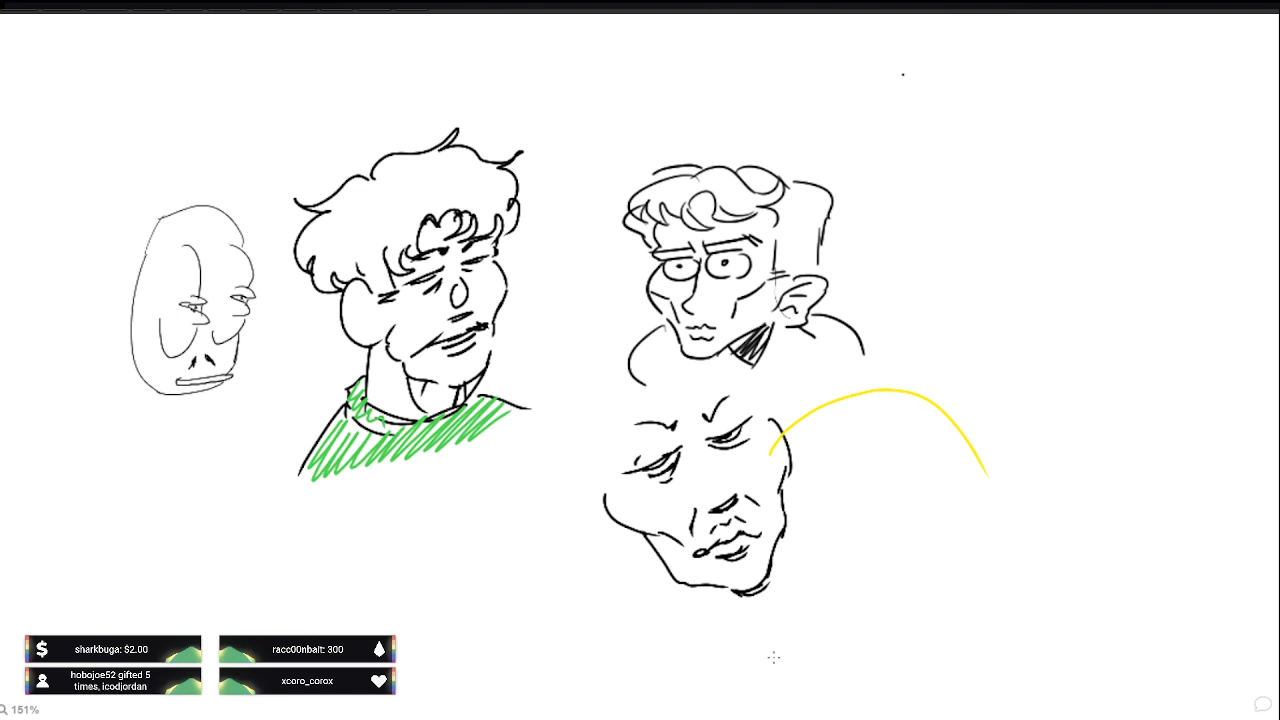 sharkbuga: $2.00
racc00nbait: 300
hobojoe52 gifted 5
times, icodjordan
xcoro_corox
151%